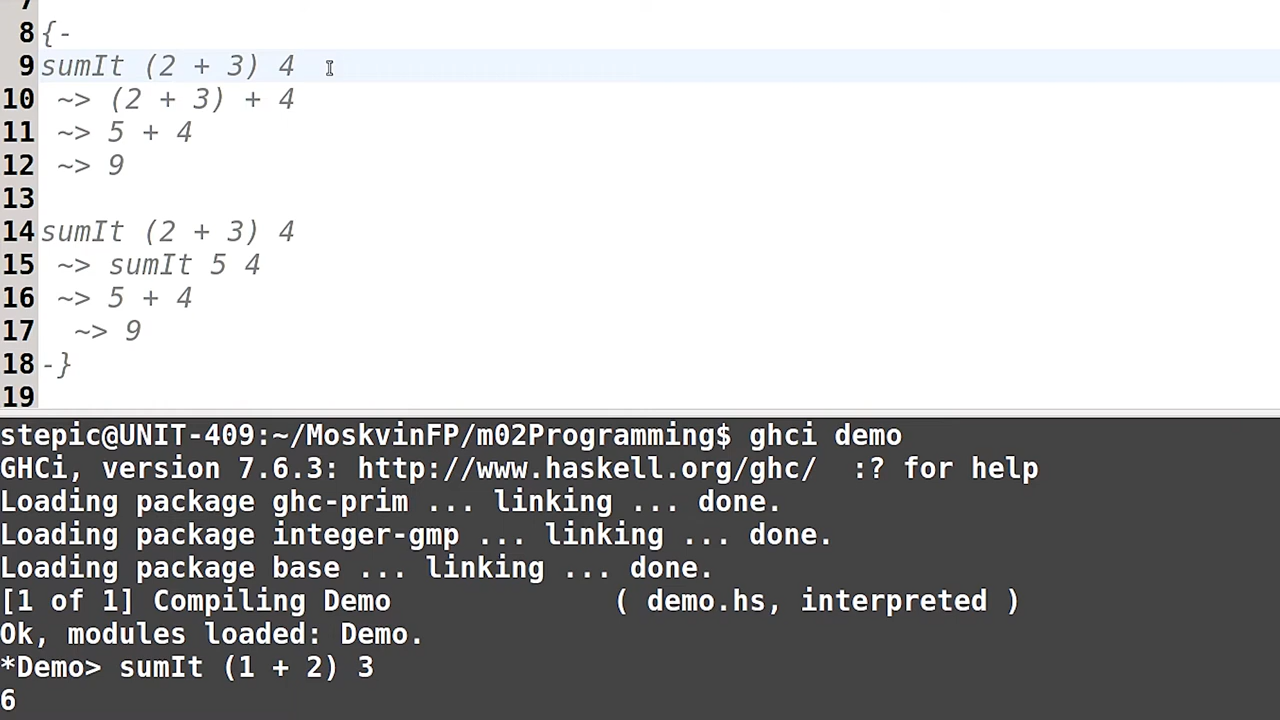 8 {-
9 sumIt (2 + 3) 4
10  ~> (2 + 3) + 4
11  ~> 5 + 4
12  ~> 9
13
14 sumIt (2 + 3) 4
15  ~> sumIt 5 4
16  ~> 5 + 4
17   ~> 9
18 -}
19
stepic@UNIT-409:~/MoskvinFP/m02Programming$ ghci demo
GHCi, version 7.6.3: http://www.haskell.org/ghc/  :? for help
Loading package ghc-prim ... linking ... done.
Loading package integer-gmp ... linking ... done.
Loading package base ... linking ... done.
[1 of 1] Compiling Demo             ( demo.hs, interpreted )
Ok, modules loaded: Demo.
*Demo> sumIt (1 + 2) 3
6